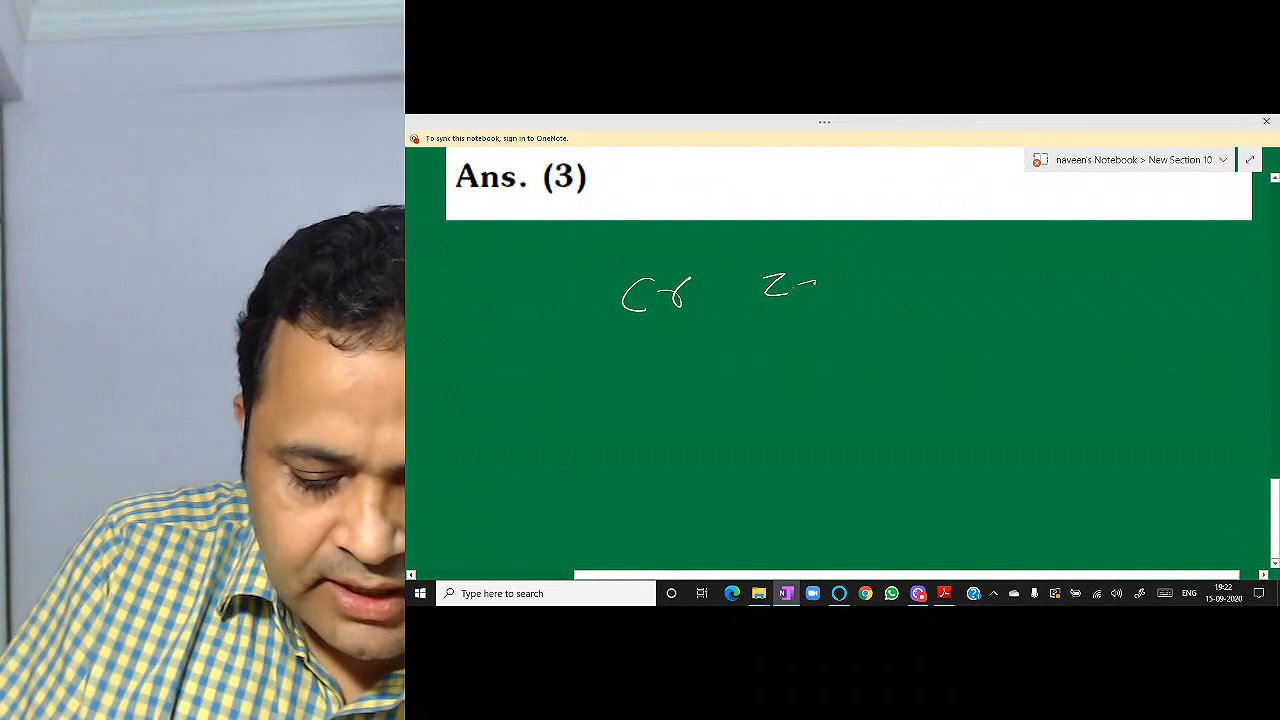 To sync this notebook, sign in to OneNote.
naveen's Notebook > New Section 10
Ans. (3)
Cr Z-
Type here to search
ENG
19:22
15-09-2020